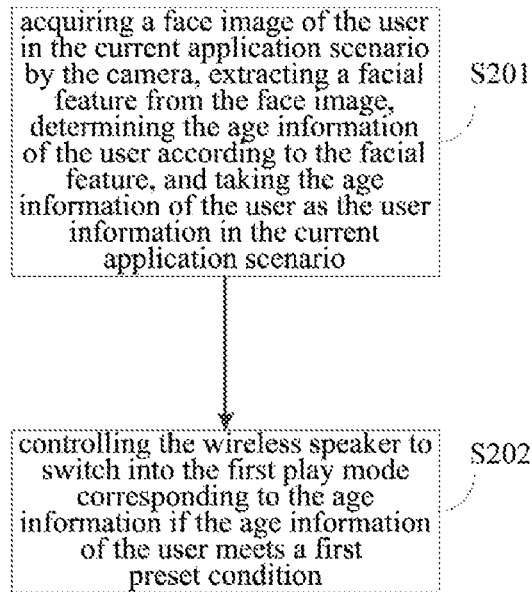 acquiring a face image of the user
in the current application scenario
by the camera, extracting a facial
feature from the face image,
determining the age information
of the user according to the facial
feature, and taking the age
information of the user as the user
information in the current
application scenario
S201
controlling the wireless speaker to
switch into the first play mode
corresponding to the age
information if the age information
of the user meets a first
preset condition
S202